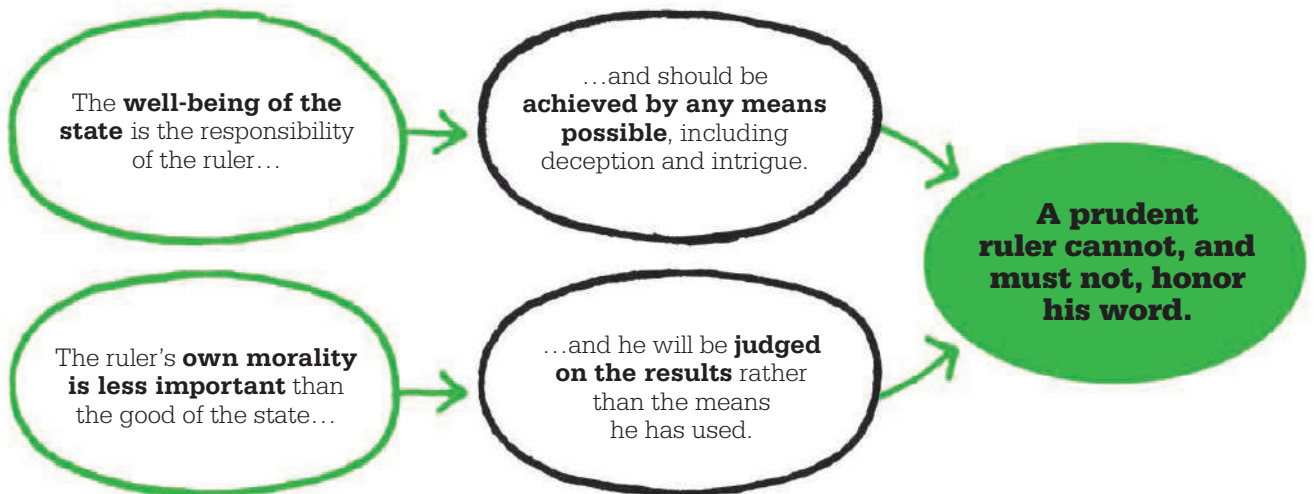 The well-being of the
state is the responsibility
of the ruler…
…and should be
achieved by any means
possible, including
deception and intrigue.
The ruler's own morality
is less important than
the good of the state…
…and he will be judged
on the results rather
than the means
he has used.
A prudent
ruler cannot, and
must not, honor
his word.